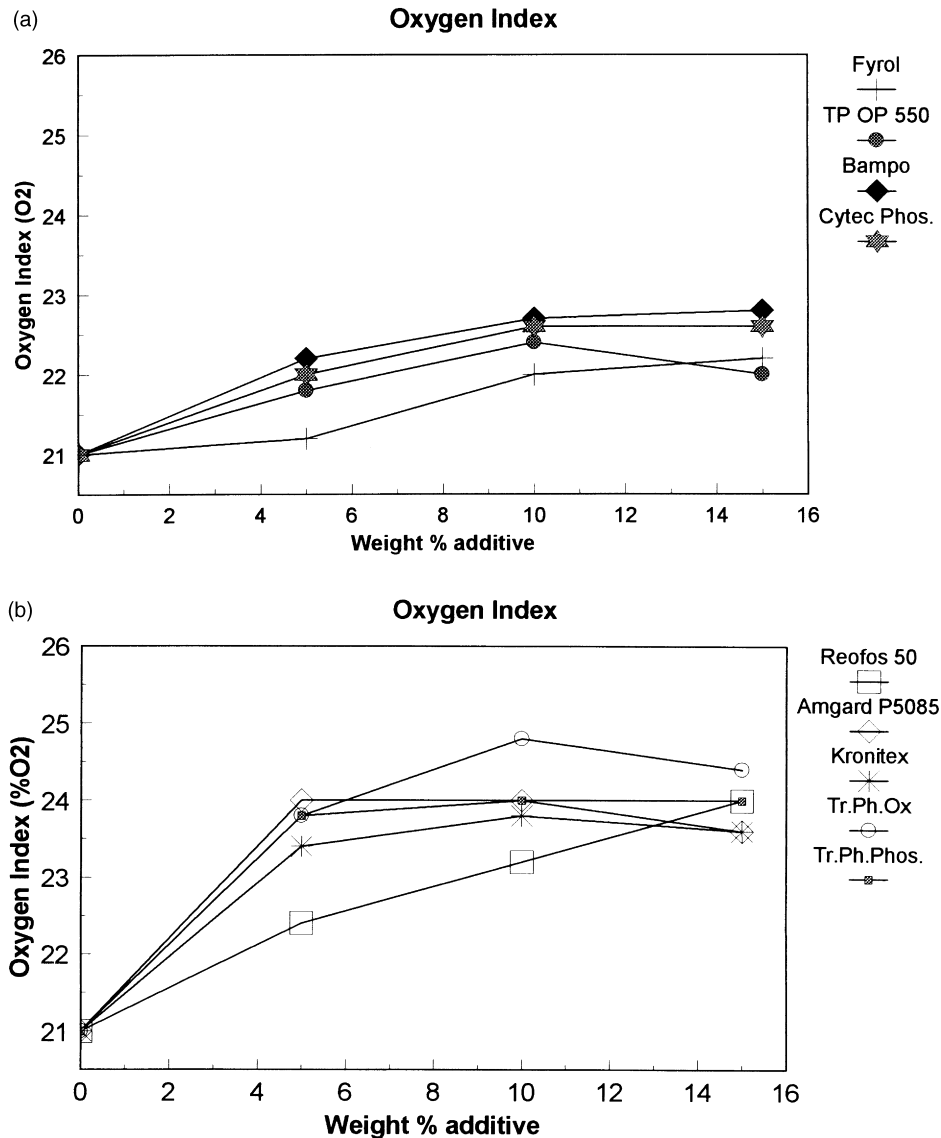 (a)
Oxygen Index
26
25
24
23
22
21
Oxygen Index (O2)
0 2 4 6 8 10 12 14 16
Weight % additive
Fyrol
TP OP 550
Bampo
Cytec Phos.
(b)
Oxygen Index
26
25
24
23
22
21
Oxygen Index (%O2)
0 2 4 6 8 10 12 14 16
Weight % additive
Reofos 50
Amgard P5085
Kronitex
Tr.Ph.Ox
Tr.Ph.Phos.